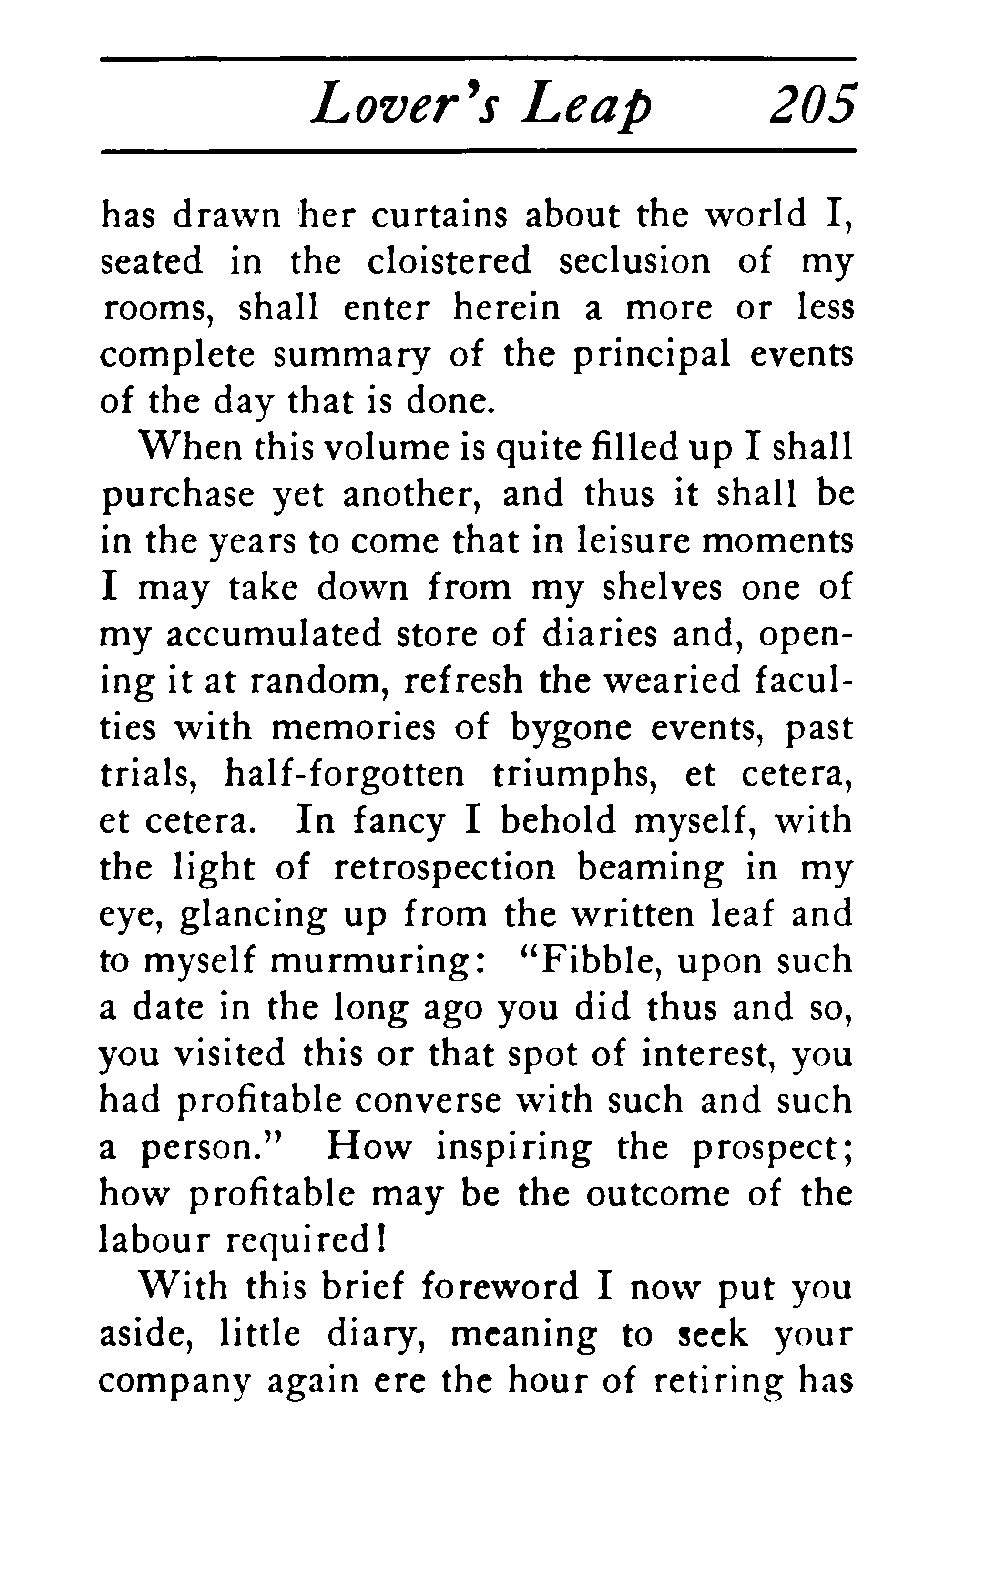 Lover's Leap 205
has drawn her curtains about the world I,
seated in the cloistered seclusion of my
rooms, shall enter herein a more or less
complete summary of the principal events
of the day that is done.
When this volume is quite filled up I shall
purchase yet another, and thus it shall be
in the years to come that in leisure moments
I may take down from my shelves one of
my accumulated store of diaries and, open-
ing it at random, refresh the wearied facul-
ties with memories of bygone events, past
trials, half-forgotten triumphs, et cetera,
et cetera. In fancy I behold myself, with
the light of retrospection beaming in my
eye, glancing up from the written leaf and
to myself murmuring: "Fibble, upon such
a date in the long ago you did thus and so,
you visited this or that spot of interest, you
had profitable converse with such and such
a person." How inspiring the prospect;
how profitable may be the outcome of the
labour required!
With this brief foreword I now put you
aside, little diary, meaning to seek your
company again ere the hour of retiring has